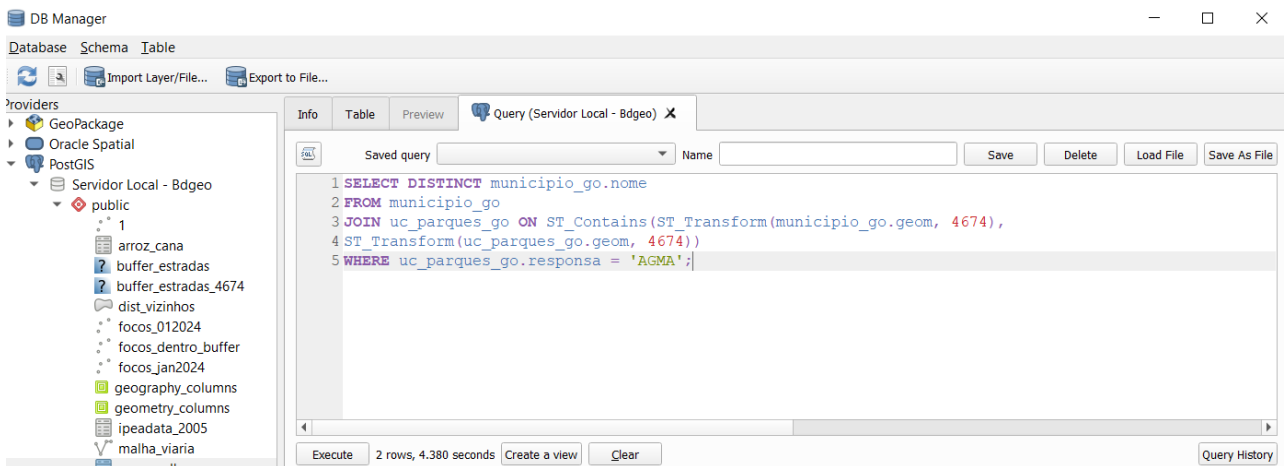 DB Manager
Database Schema Table
Import Layer/File... Export to File...
Providers
GeoPackage
Oracle Spatial
PostGIS
Servidor Local - Bdgeo
public
1
arroz_cana
buffer_estradas
buffer_estradas_4674
dist_vizinhos
focos_012024
focos_dentro_buffer
focos_jan2024
geography_columns
geometry_columns
ipeadata_2005
malha_viaria
Info Table Preview Query (Servidor Local - Bdgeo) X
SQL Saved query Name Save Delete Load File Save As File
1 SELECT DISTINCT municipio_go.nome
2 FROM municipio_go
3 JOIN uc_parques_go ON ST_Contains(ST_Transform(municipio_go.geom, 4674),
4 ST_Transform(uc_parques_go.geom, 4674))
5 WHERE uc_parques_go.responsa = 'AGMA';
Execute 2 rows, 4.380 seconds Create a view Clear Query History